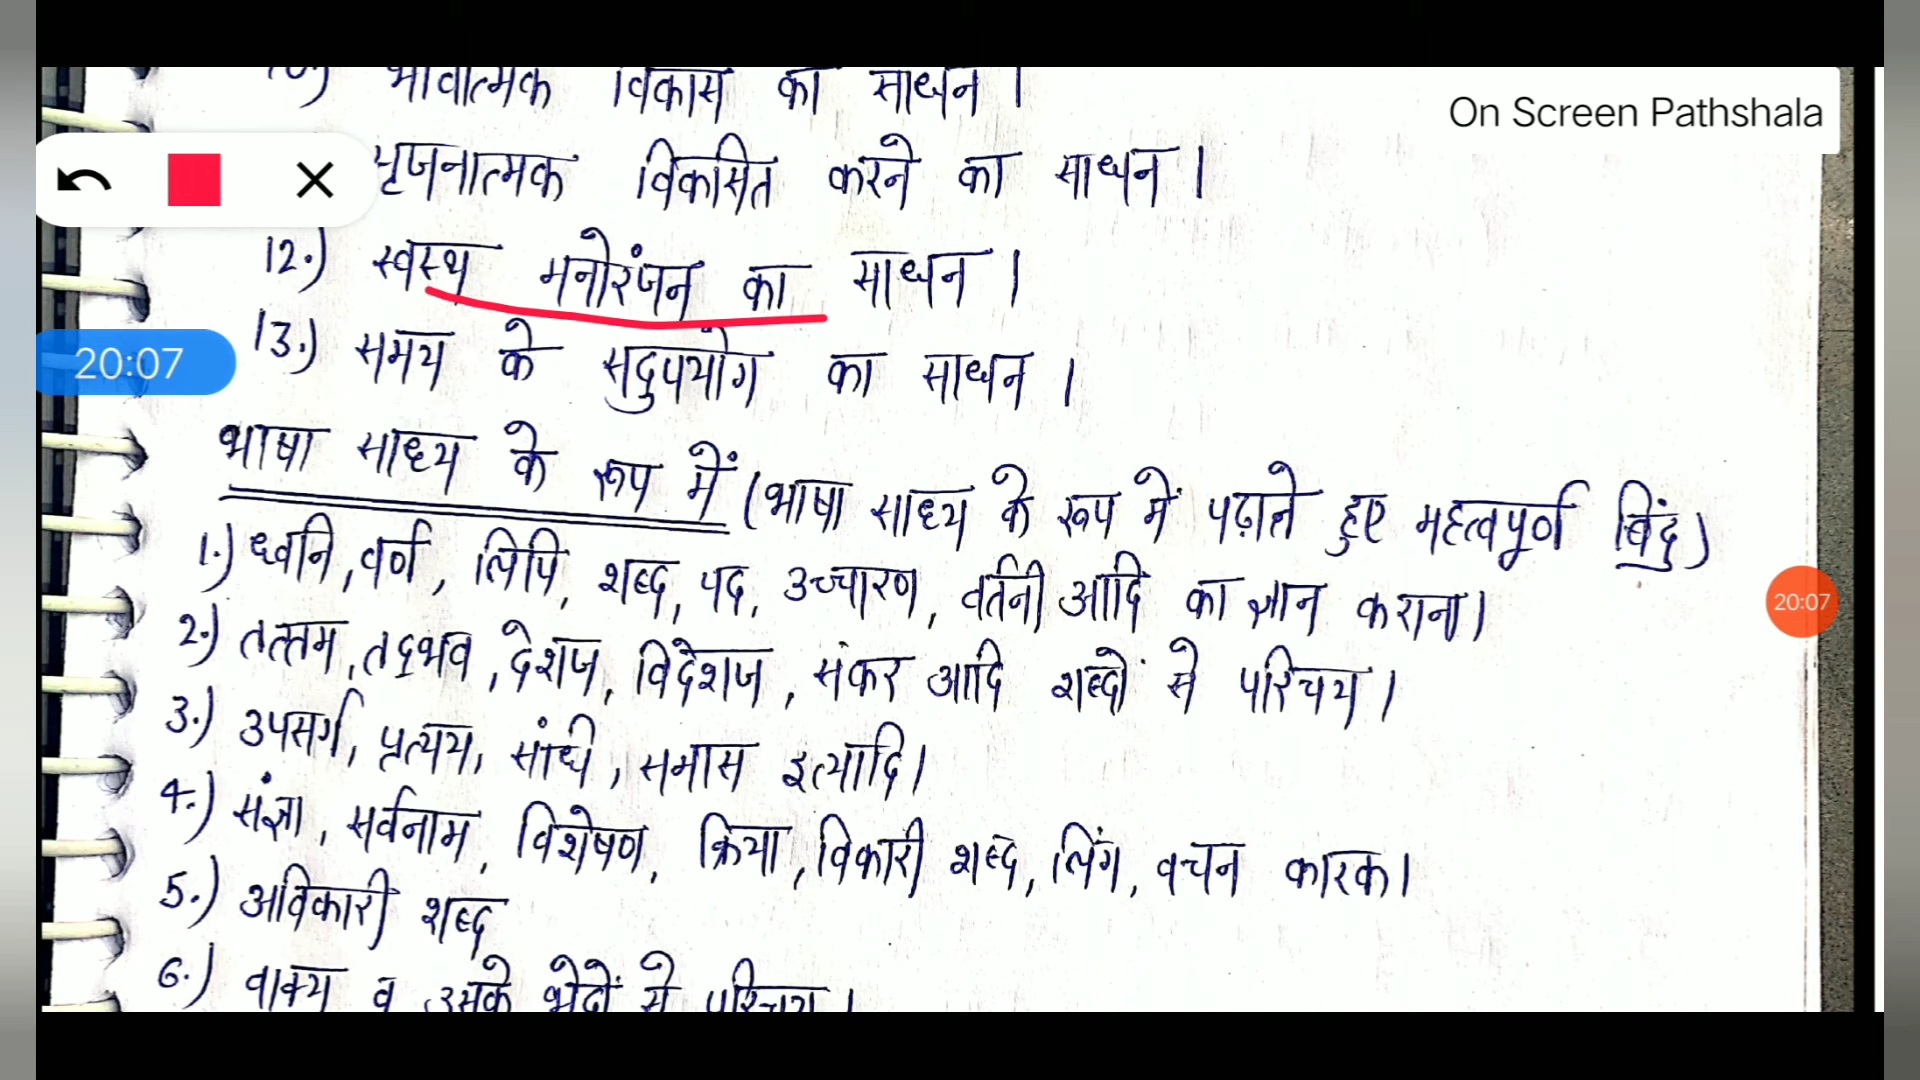 10.) भावात्मक विकास का साधन।
On Screen Pathshala
सृजनात्मक विकसित करने का साधन।
12.) स्वस्थ मनोरंजन का साधन।
20:07
13.) समय के सदुपयोग का साधन।
भाषा साध्य के रूप में (भाषा साध्य के रूप में पढ़ाते हुए महत्वपूर्ण बिंदु)
1.) ध्वनि, वर्ण, लिपि, शब्द, पद, उच्चारण, वर्तनी आदि का ज्ञान कराना।
20:07
2.) तत्सम, तद्भव, देशज, विदेशज, संकर आदि शब्दों से परिचय।
3.) उपसर्ग, प्रत्यय, संधि, समास इत्यादि।
4.) संज्ञा, सर्वनाम, विशेषण, क्रिया, विकारी शब्द, लिंग, वचन कारक।
5.) अविकारी शब्द
6.) वाक्य व उसके भेदों से परिचय।